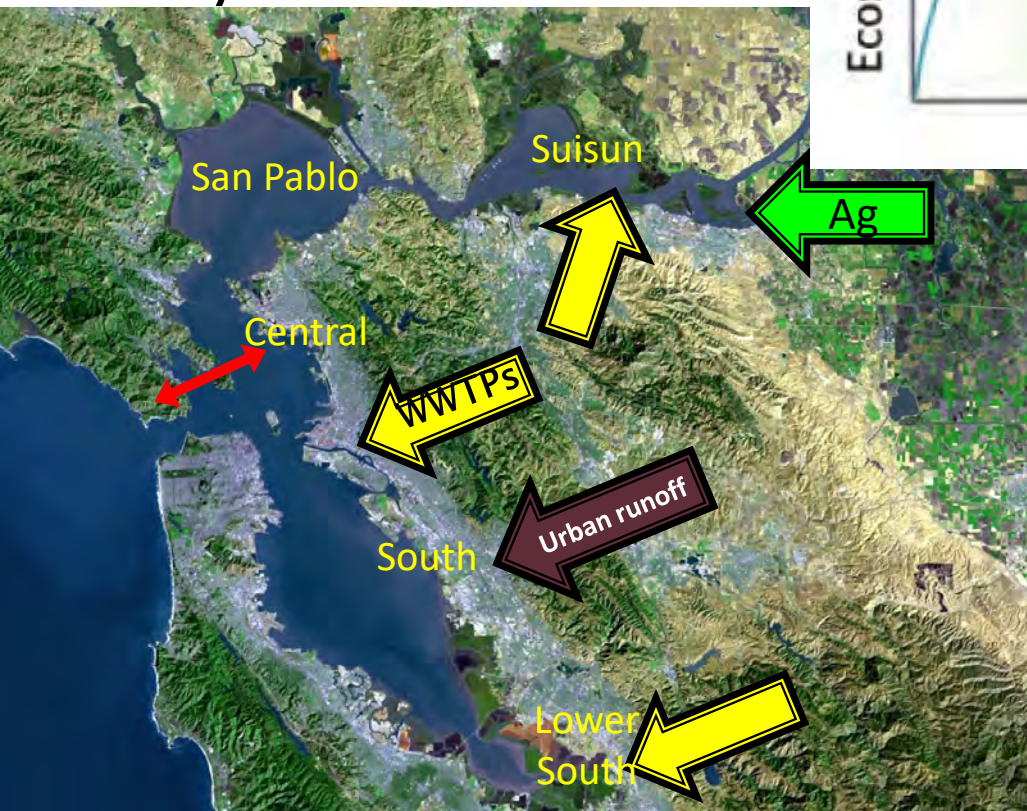 San Pablo
Suisun
Ag
Central
WWTPs
Urban runoff
South
Lower
South